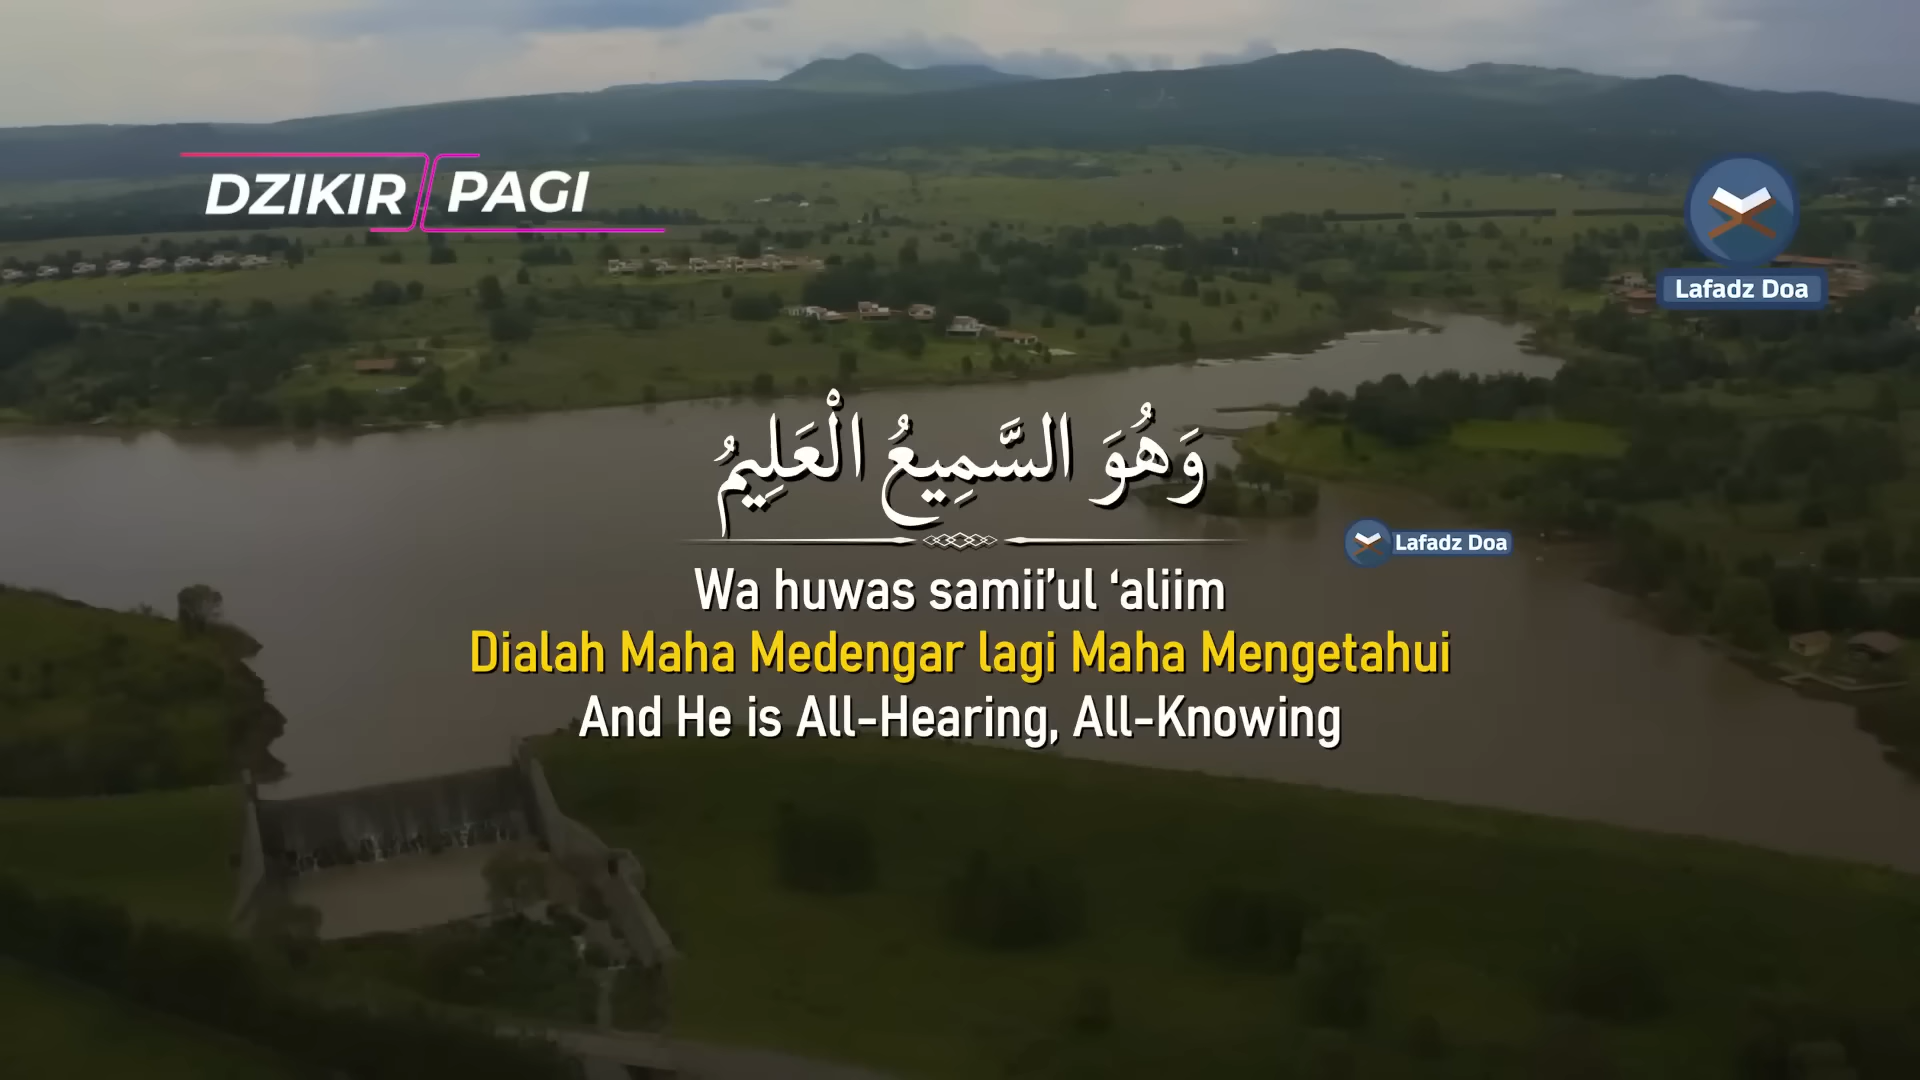 DZIKIR PAGI
Lafadz Doa
وَهُوَ السَّمِيعُ الْعَلِيمُ
Lafadz Doa
Wa huwas samii’ul ‘aliim
Dialah Maha Medengar lagi Maha Mengetahui
And He is All-Hearing, All-Knowing